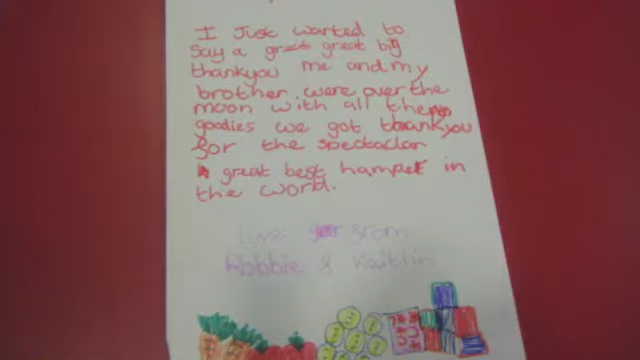 I Just wanted to
say a great great big
thankyou me and my
brother were over the
moon with all the
goodies we got thankyou
for the spectaclar
great best hamper in
the world.
Love from
Robbie & Kaitlin